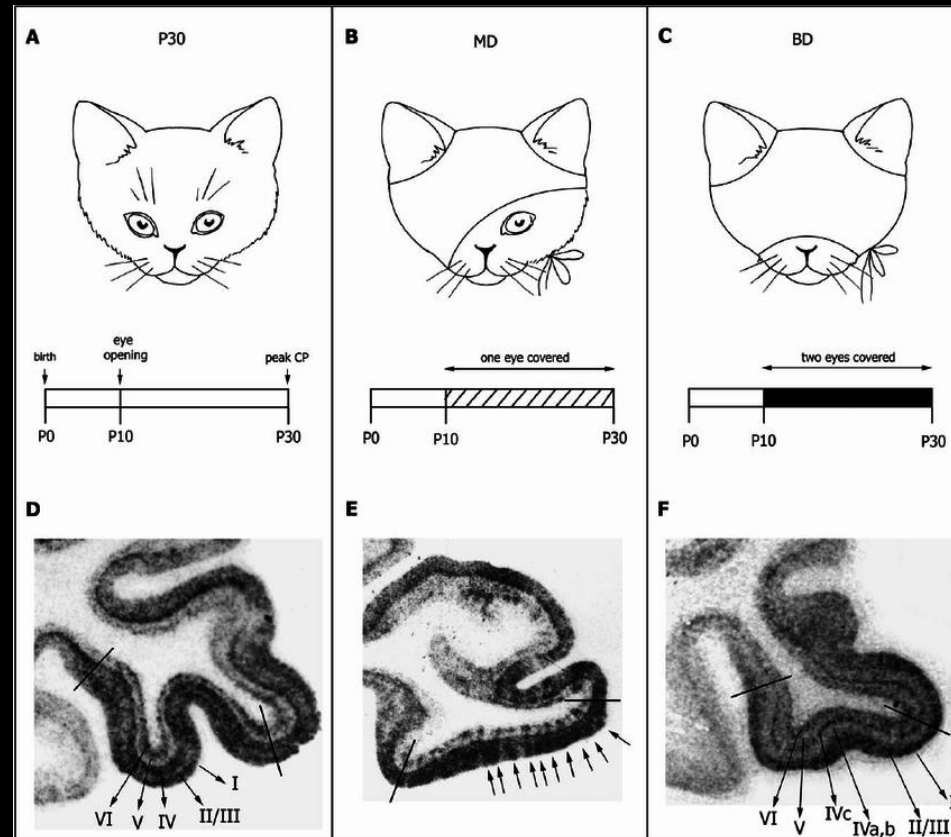 A
P30
B
MD
C
BD
birth
eye
opening
peak CP
P0
P10
P30
one eye covered
P0
P10
P30
two eyes covered
P0
P10
P30
D
VI
V
IV
II/III
I
E
F
VI
V
IVc
IVa,b
II/III